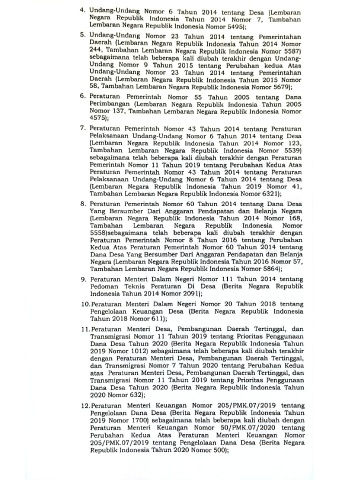 4. Undang-Undang Nomor 6 Tahun 2014 tentang Desa (Lembaran
Negara Republik Indonesia Tahun 2014 Nomor 7, Tambahan
Lembaran Negara Republik Indonesia Nomor 5495);
5. Undang-Undang Nomor 23 Tahun 2014 tentang Pemerintahan
Daerah (Lembaran Negara Republik Indonesia Tahun 2014 Nomor
244, Tambahan Lembaran Negara Republik Indonesia Nomor 5587)
sebagaimana telah beberapa kali diubah terakhir dengan Undang-
Undang Nomor 9 Tahun 2015 tentang Perubahan kedua Atas
Undang-Undang Nomor 23 Tahun 2014 tentang Pemerintahan
Daerah (Lembaran Negara Republik Indonesia Tahun 2015 Nomor
58, Tambahan Lembaran Negara Republik Indonesia Nomor 5679);
6. Peraturan Pemerintah Nomor 55 Tahun 2005 tentang Dana
Perimbangan (Lembaran Negara Republik Indonesia Tahun 2005
Nomor 137, Tambahan Lembaran Negara Republik Indonesia Nomor
4575);
7. Peraturan Pemerintah Nomor 43 Tahun 2014 tentang Peraturan
Pelaksanaan Undang-Undang Nomor 6 Tahun 2014 tentang Desa
(Lembaran Negara Republik Indonesia Tahun 2014 Nomor 123,
Tambahan Lembaran Negara Republik Indonesia Nomor 5539)
sebagaimana telah beberapa kali diubah terakhir dengan Peraturan
Pemerintah Nomor 11 Tahun 2019 tentang Perubahan Kedua Atas
Peraturan Pemerintah Nomor 43 Tahun 2014 tentang Peraturan
Pelaksanaan Undang-Undang Nomor 6 Tahun 2014 tentang Desa
(Lembaran Negara Republik Indonesia Tahun 2019 Nomor 41,
Tambahan Lembaran Negara Republik Indonesia Nomor 6321);
8. Peraturan Pemerintah Nomor 60 Tahun 2014 tentang Dana Desa
Yang Bersumber Dari Anggaran Pendapatan dan Belanja Negara
(Lembaran Negara Republik Indonesia Tahun 2014 Nomor 168,
Tambahan Lembaran Negara Republik Indonesia Nomor
5558)sebagaimana telah beberapa kali diubah terakhir dengan
Peraturan Pemerintah Nomor 8 Tahun 2016 tentang Perubahan
Kedua Atas Peraturan Pemerintah Nomor 60 Tahun 2014 tentang
Dana Desa Yang Bersumber Dari Anggaran Pendapatan dan Belanja
Negara (Lembaran Negara Republik Indonesia Tahun 2016 Nomor 57,
Tambahan Lembaran Negara Republik Indonesia Nomor 5864);
9. Peraturan Menteri Dalam Negeri Nomor 111 Tahun 2014 tentang
Pedoman Teknis Peraturan Di Desa (Berita Negara Republik
Indonesia Tahun 2014 Nomor 2091);
10.Peraturan Menteri Dalam Negeri Nomor 20 Tahun 2018 tentang
Pengelolaan Keuangan Desa (Berita Negara Republik Indonesia
Tahun 2018 Nomor 611);
11.Peraturan Menteri Desa, Pembangunan Daerah Tertinggal, dan
Transmigrasi Nomor 11 Tahun 2019 tentang Prioritas Penggunaan
Dana Desa Tahun 2020 (Berita Negara Republik Indonesia Tahun
2019 Nomor 1012) sebagaimana telah beberapa kali diubah terakhir
dengan Peraturan Menteri Desa, Pembangunan Daerah Tertinggal,
dan Transmigrasi Nomor 7 Tahun 2020 tentang Perubahan Kedua
atas Peraturan Menteri Desa, Pembangunan Daerah Tertinggal, dan
Transmigrasi Nomor 11 Tahun 2019 tentang Prioritas Penggunaan
Dana Desa Tahun 2020 (Berita Negara Republik Indonesia Tahun
2020 Nomor 632);
12.Peraturan Menteri Keuangan Nomor 205/PMK.07/2019 tentang
Pengelolaan Dana Desa (Berita Negara Republik Indonesia Tahun
2019 Nomor 1700) sebagaimana telah beberapa kali diubah dengan
Peraturan Menteri Keuangan Nomor 50/PMK.07/2020 tentang
Perubahan Kedua Atas Peraturan Menteri Keuangan Nomor
205/PMK.07/2019 tentang Pengelolaan Dana Desa (Berita Negara
Republik Indonesia Tahun 2020 Nomor 500);